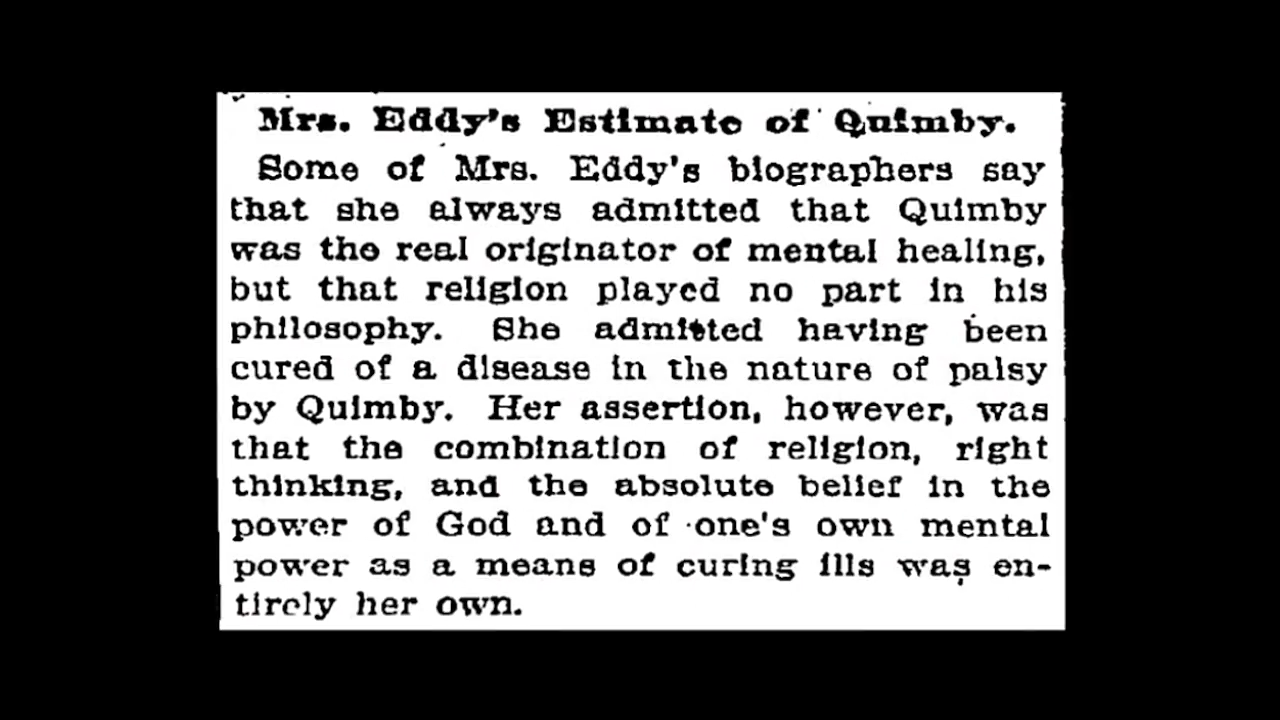 Mrs. Eddy's Estimate of Quimby.
Some of Mrs. Eddy's biographers say
that she always admitted that Quimby
was the real originator of mental healing,
but that religion played no part in his
philosophy. She admitted having been
cured of a disease in the nature of palsy
by Quimby. Her assertion, however, was
that the combination of religion, right
thinking, and the absolute belief in the
power of God and of one's own mental
power as a means of curing ills was en-
tirely her own.